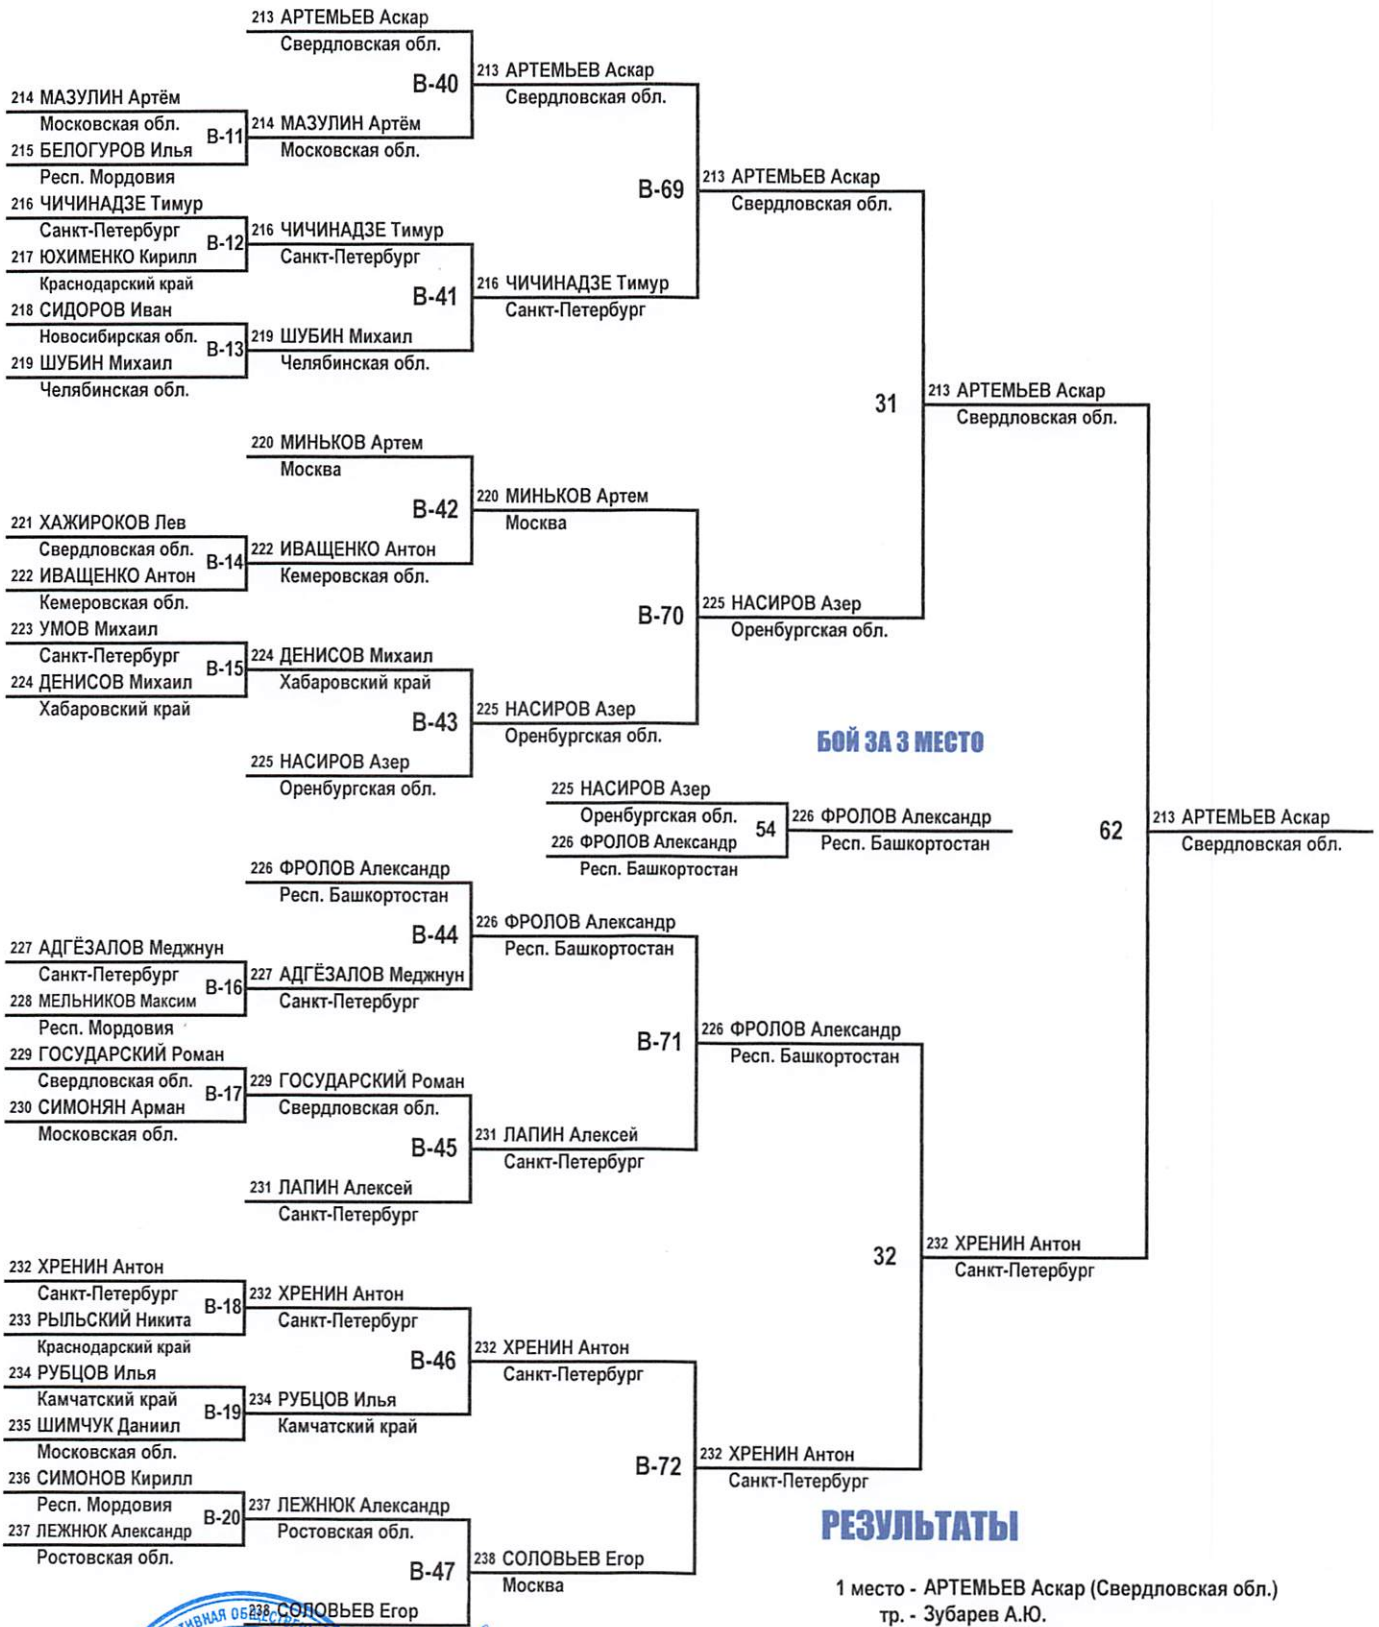 213 АРТЕМЬЕВ Аскар
Свердловская обл.
В-40
213 АРТЕМЬЕВ Аскар
Свердловская обл.
214 МАЗУЛИН Артём
Московская обл.
В-11
215 БЕЛОГУРОВ Илья
Респ. Мордовия
214 МАЗУЛИН Артём
Московская обл.
В-69
213 АРТЕМЬЕВ Аскар
Свердловская обл.
216 ЧИЧИНАДЗЕ Тимур
Санкт-Петербург
В-12
217 ЮХИМЕНКО Кирилл
Краснодарский край
216 ЧИЧИНАДЗЕ Тимур
Санкт-Петербург
В-41
216 ЧИЧИНАДЗЕ Тимур
Санкт-Петербург
218 СИДОРОВ Иван
Новосибирская обл.
В-13
219 ШУБИН Михаил
Челябинская обл.
219 ШУБИН Михаил
Челябинская обл.
31
213 АРТЕМЬЕВ Аскар
Свердловская обл.
220 МИНЬКОВ Артем
Москва
В-42
220 МИНЬКОВ Артем
Москва
221 ХАЖИРОКОВ Лев
Свердловская обл.
В-14
222 ИВАЩЕНКО Антон
Кемеровская обл.
222 ИВАЩЕНКО Антон
Кемеровская обл.
В-70
225 НАСИРОВ Азер
Оренбургская обл.
223 УМОВ Михаил
Санкт-Петербург
В-15
224 ДЕНИСОВ Михаил
Хабаровский край
224 ДЕНИСОВ Михаил
Хабаровский край
В-43
225 НАСИРОВ Азер
Оренбургская обл.
225 НАСИРОВ Азер
Оренбургская обл.
БОЙ ЗА 3 МЕСТО
225 НАСИРОВ Азер
Оренбургская обл.
54
226 ФРОЛОВ Александр
Респ. Башкортостан
226 ФРОЛОВ Александр
Респ. Башкортостан
62
213 АРТЕМЬЕВ Аскар
Свердловская обл.
226 ФРОЛОВ Александр
Респ. Башкортостан
В-44
226 ФРОЛОВ Александр
Респ. Башкортостан
227 АДГЁЗАЛОВ Меджнун
Санкт-Петербург
В-16
228 МЕЛЬНИКОВ Максим
Респ. Мордовия
227 АДГЁЗАЛОВ Меджнун
Санкт-Петербург
В-71
226 ФРОЛОВ Александр
Респ. Башкортостан
229 ГОСУДАРСКИЙ Роман
Свердловская обл.
В-17
230 СИМОНЯН Арман
Московская обл.
229 ГОСУДАРСКИЙ Роман
Свердловская обл.
В-45
231 ЛАПИН Алексей
Санкт-Петербург
231 ЛАПИН Алексей
Санкт-Петербург
32
232 ХРЕНИН Антон
Санкт-Петербург
232 ХРЕНИН Антон
Санкт-Петербург
В-18
233 РЫЛЬСКИЙ Никита
Краснодарский край
232 ХРЕНИН Антон
Санкт-Петербург
В-46
232 ХРЕНИН Антон
Санкт-Петербург
234 РУБЦОВ Илья
Камчатский край
В-19
235 ШИМЧУК Даниил
Московская обл.
234 РУБЦОВ Илья
Камчатский край
В-72
232 ХРЕНИН Антон
Санкт-Петербург
236 СИМОНОВ Кирилл
Респ. Мордовия
В-20
237 ЛЕЖНЮК Александр
Ростовская обл.
237 ЛЕЖНЮК Александр
Ростовская обл.
В-47
238 СОЛОВЬЕВ Егор
Москва
238 СОЛОВЬЕВ Егор
РЕЗУЛЬТАТЫ
1 место - АРТЕМЬЕВ Аскар (Свердловская обл.)
тр. - Зубарев А.Ю.